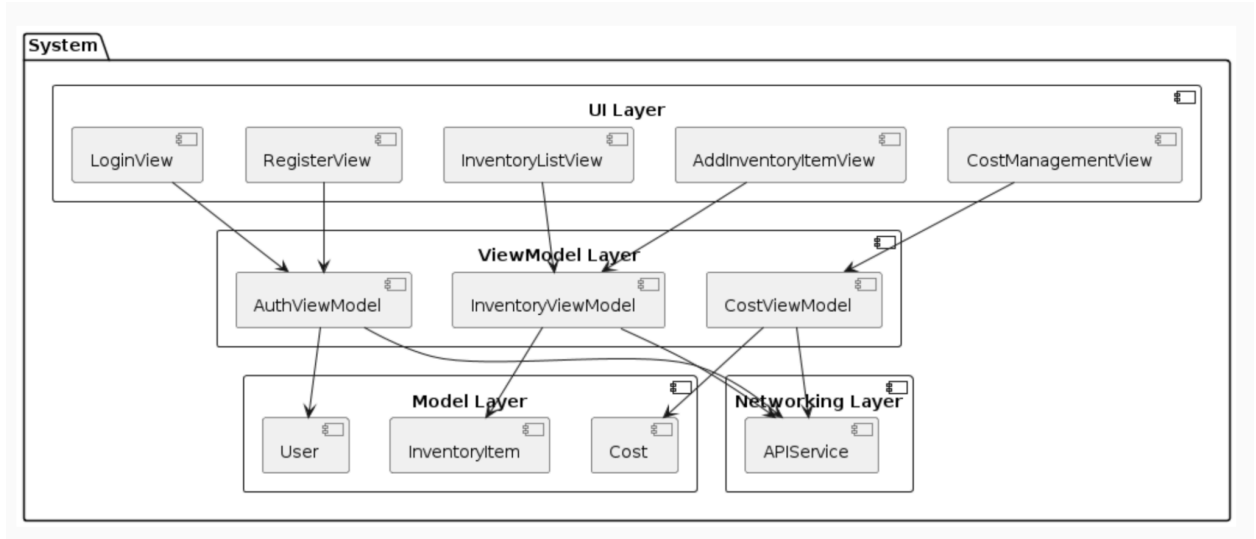 System
UI Layer
LoginView
RegisterView
InventoryListView
AddInventoryItemView
CostManagementView
ViewModel Layer
AuthViewModel
InventoryViewModel
CostViewModel
Model Layer
Networking Layer
User
InventoryItem
Cost
APIService